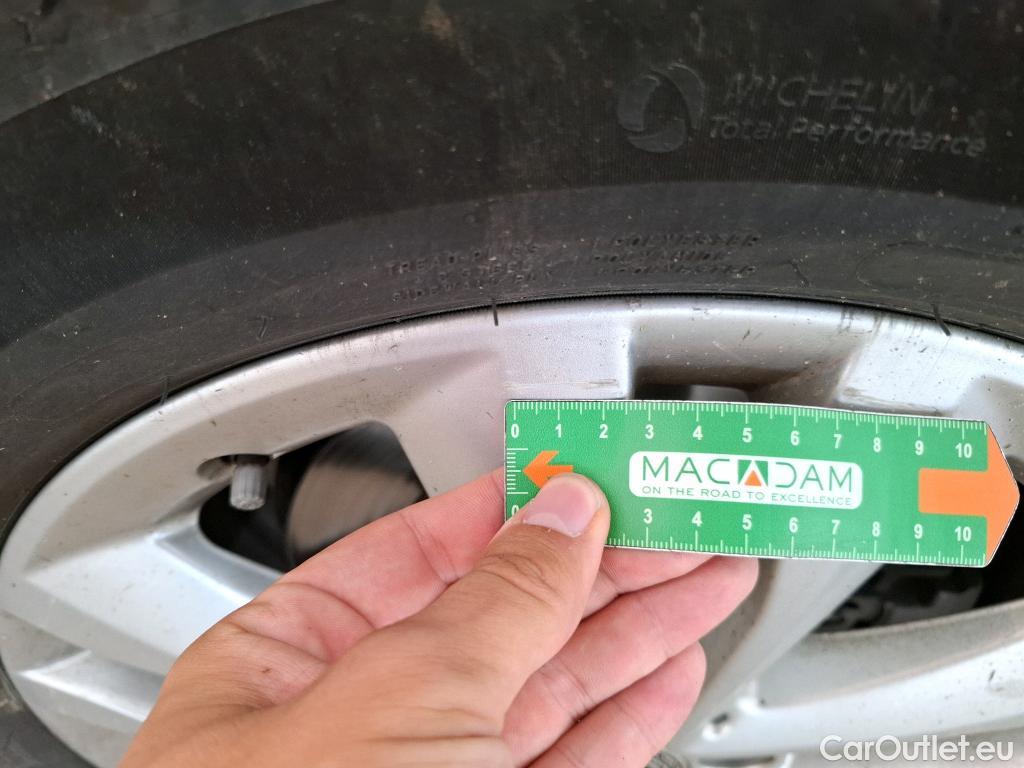 MICHELIN
Total Performance
0 1 2 3 4 5 6 7 8 9 10
MACADAM
ON THE ROAD TO EXCELLENCE
0 3 4 5 6 7 8 9 10
CarOutlet.eu